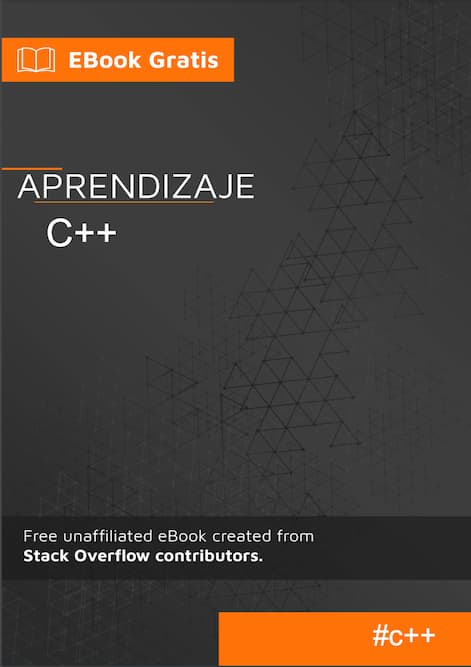 EBook Gratis
APRENDIZAJE
C++
Free unaffiliated eBook created from
Stack Overflow contributors.
#c++